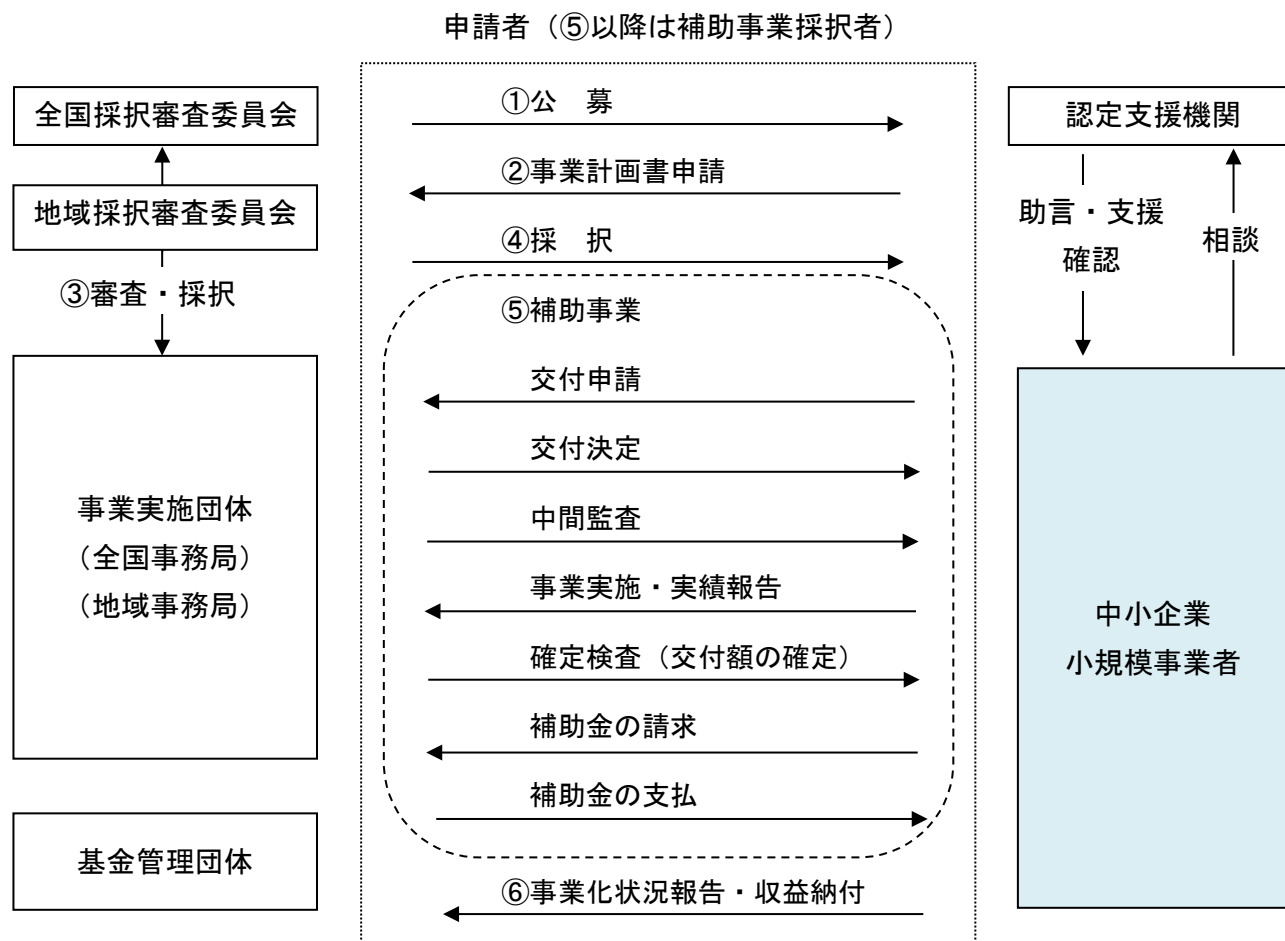 申請者（⑤以降は補助事業採択者）
全国採択審査委員会
地域採択審査委員会
③審査・採択
事業実施団体
（全国事務局）
（地域事務局）
基金管理団体
①公　募
②事業計画書申請
④採　択
⑤補助事業
交付申請
交付決定
中間監査
事業実施・実績報告
確定検査（交付額の確定）
補助金の請求
補助金の支払
⑥事業化状況報告・収益納付
認定支援機関
助言・支援
確認
相談
中小企業
小規模事業者